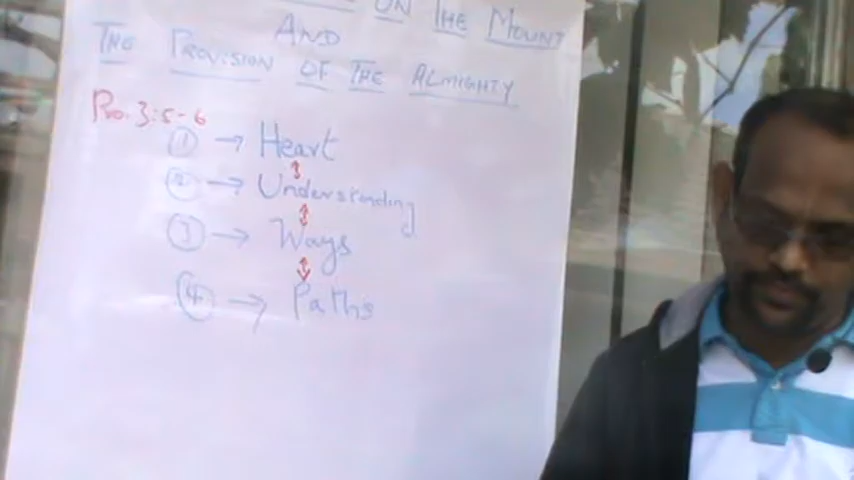 ON THE MOUNT
AND
THE PROVISION OF THE ALMIGHTY
Pro. 3:5-6
1 → Heart
2 → Understanding
3 → Ways
4 → Paths